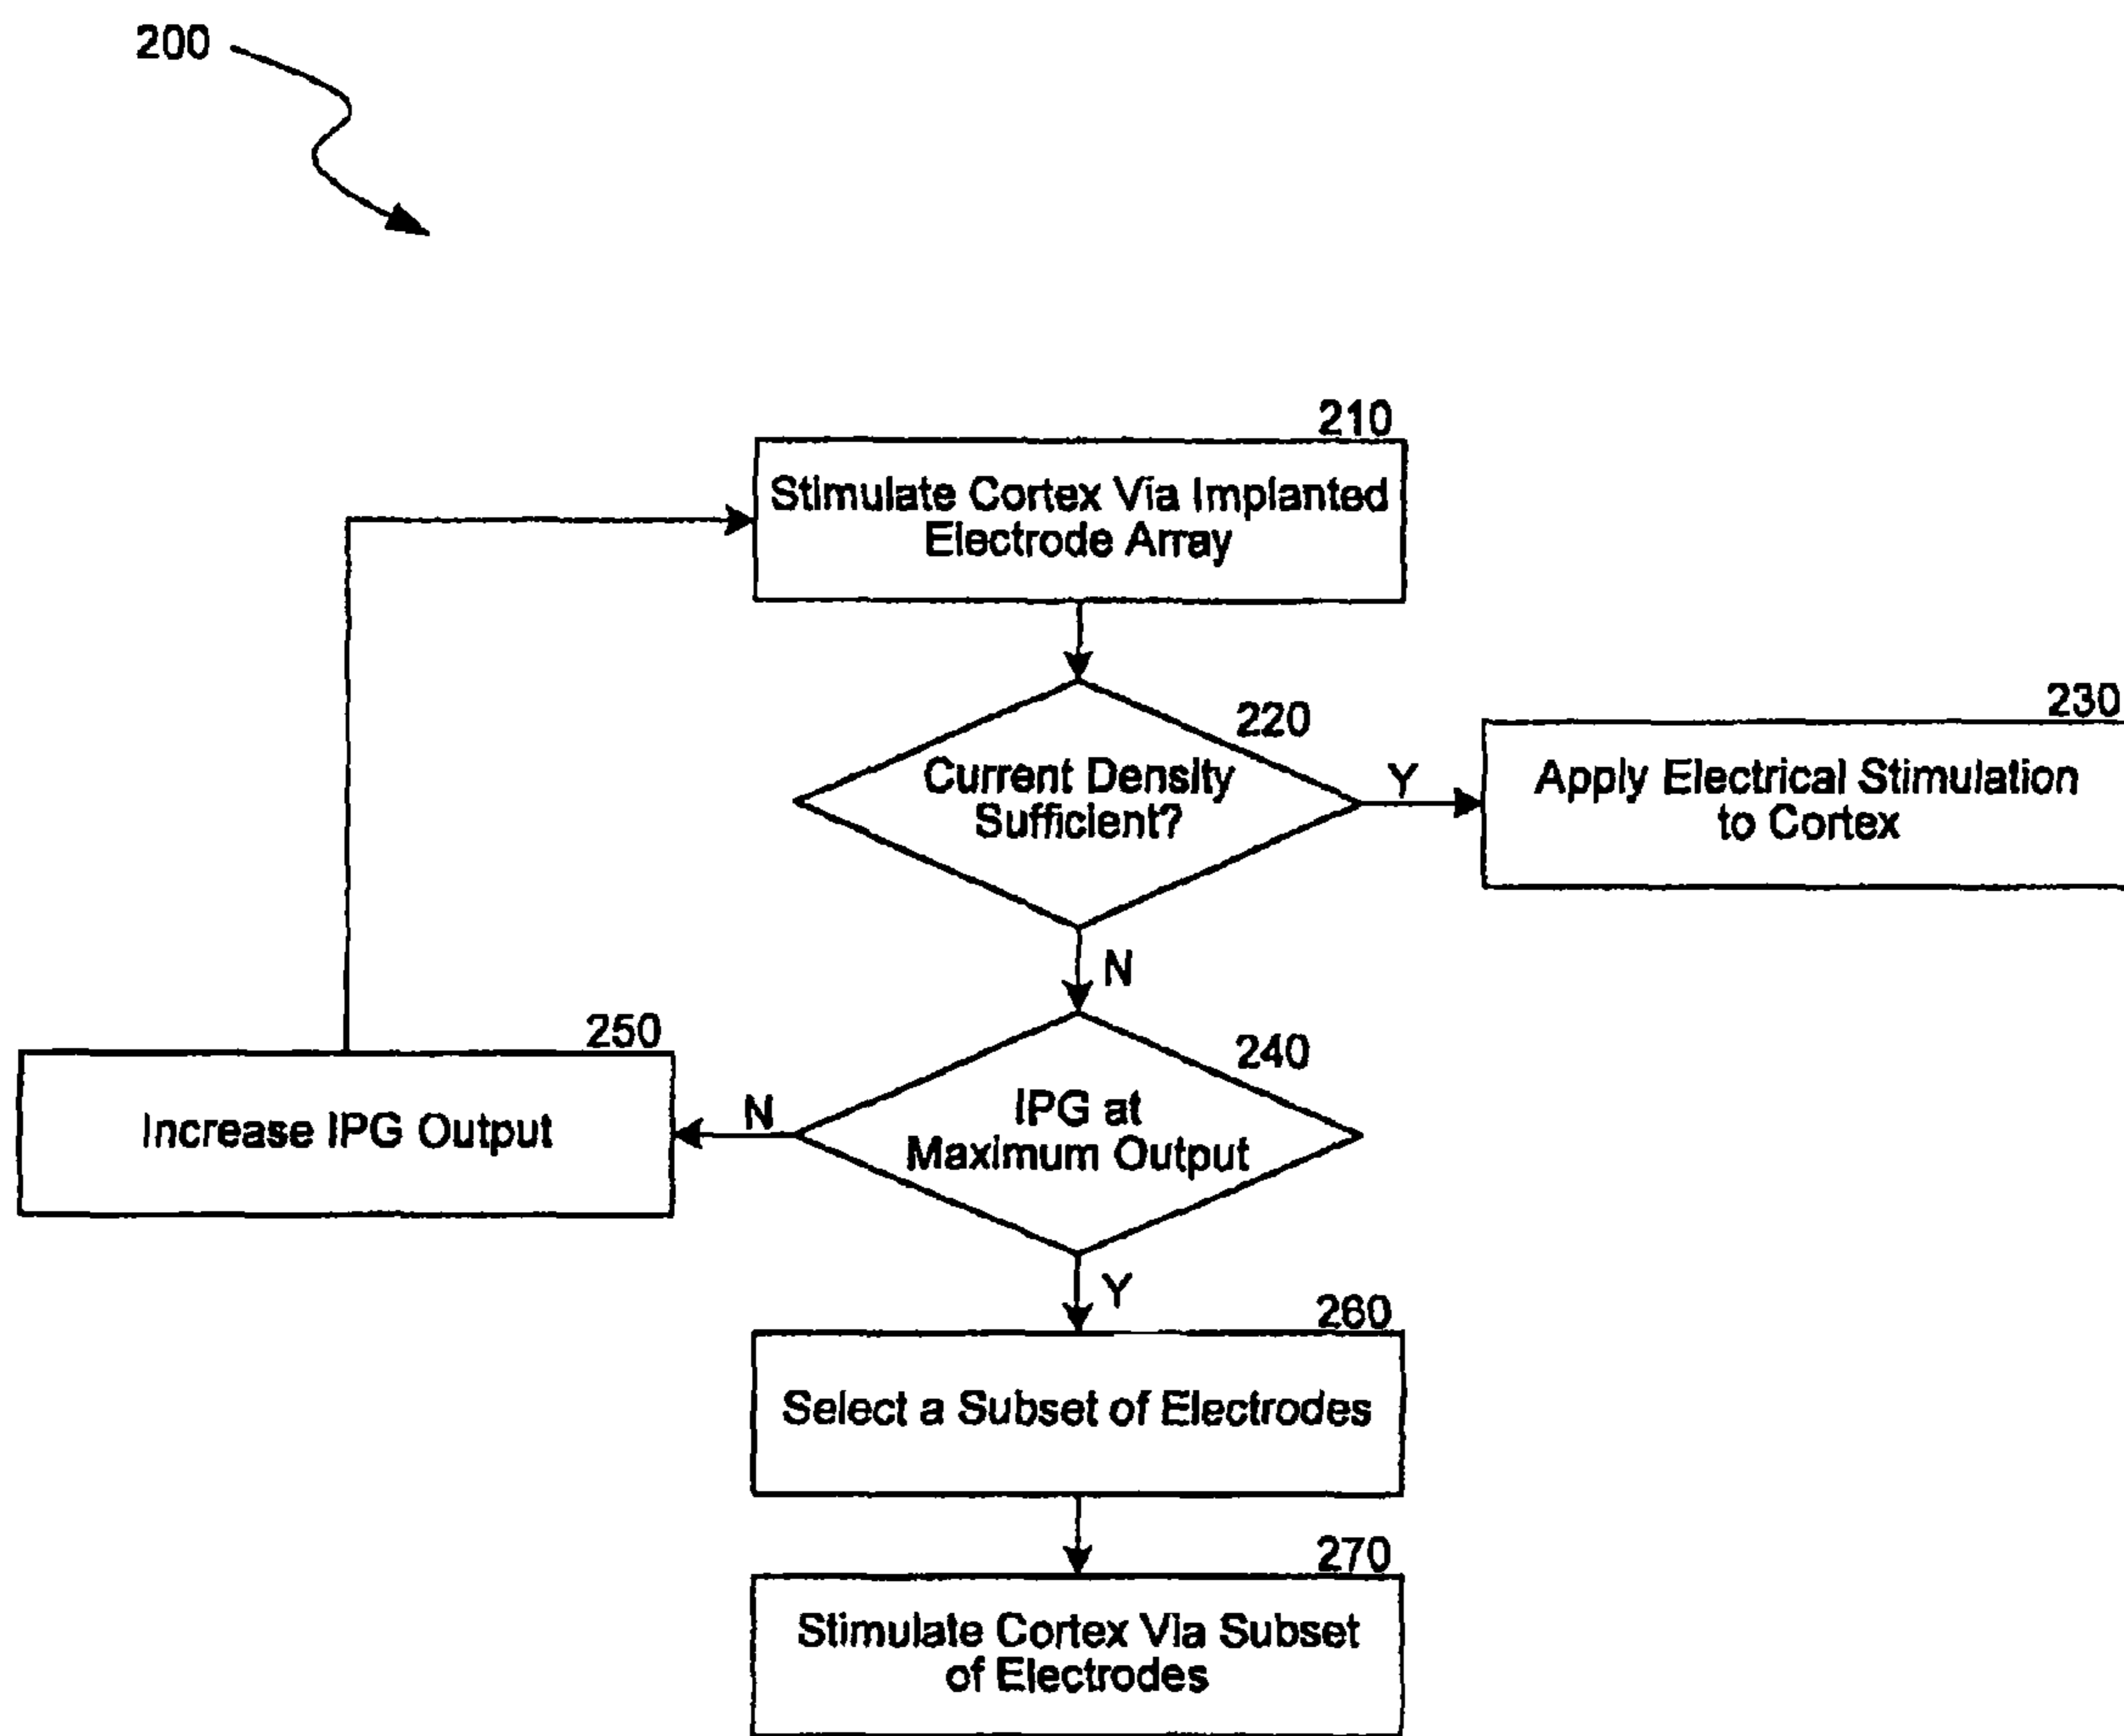 200
210
Stimulate Cortex Via Implanted
Electrode Array
220
Current Density
Sufficient?
Y
230
Apply Electrical Stimulation
to Cortex
N
250
Increase IPG Output
N
240
IPG at
Maximum Output
Y
260
Select a Subset of Electrodes
270
Stimulate Cortex Via Subset
of Electrodes